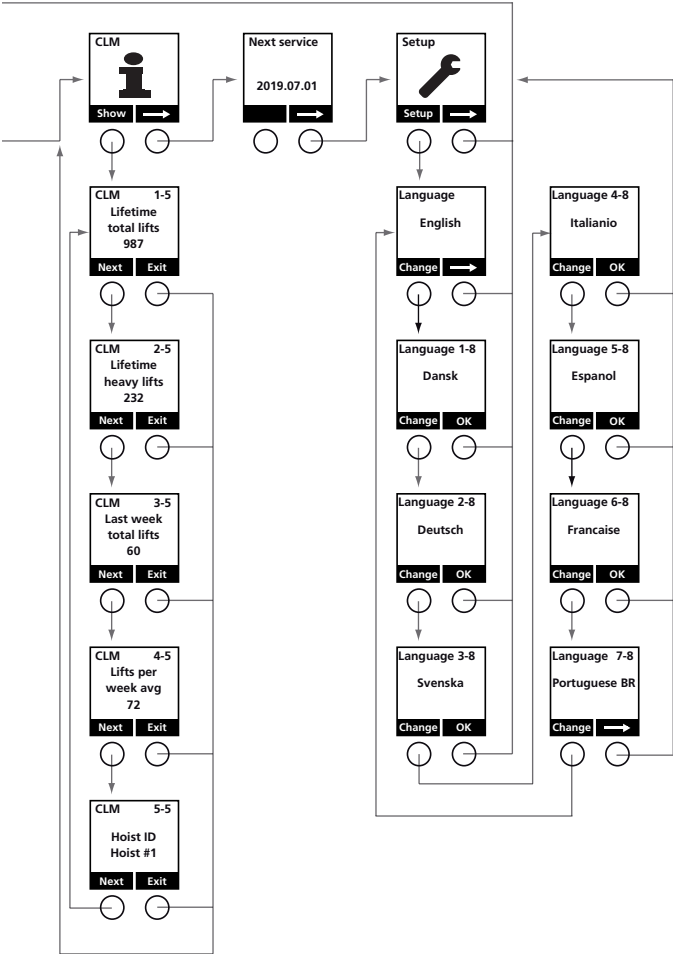 CLM
Show
Next service
2019.07.01
Setup
Setup
CLM 1-5
Lifetime
total lifts
987
Next Exit
CLM 2-5
Lifetime
heavy lifts
232
Next Exit
CLM 3-5
Last week
total lifts
60
Next Exit
CLM 4-5
Lifts per
week avg
72
Next Exit
CLM 5-5
Hoist ID
Hoist #1
Next Exit
Language
English
Change
Language 1-8
Dansk
Change OK
Language 2-8
Deutsch
Change OK
Language 3-8
Svenska
Change OK
Language 4-8
Italianio
Change OK
Language 5-8
Espanol
Change OK
Language 6-8
Francaise
Change OK
Language 7-8
Portuguese BR
Change